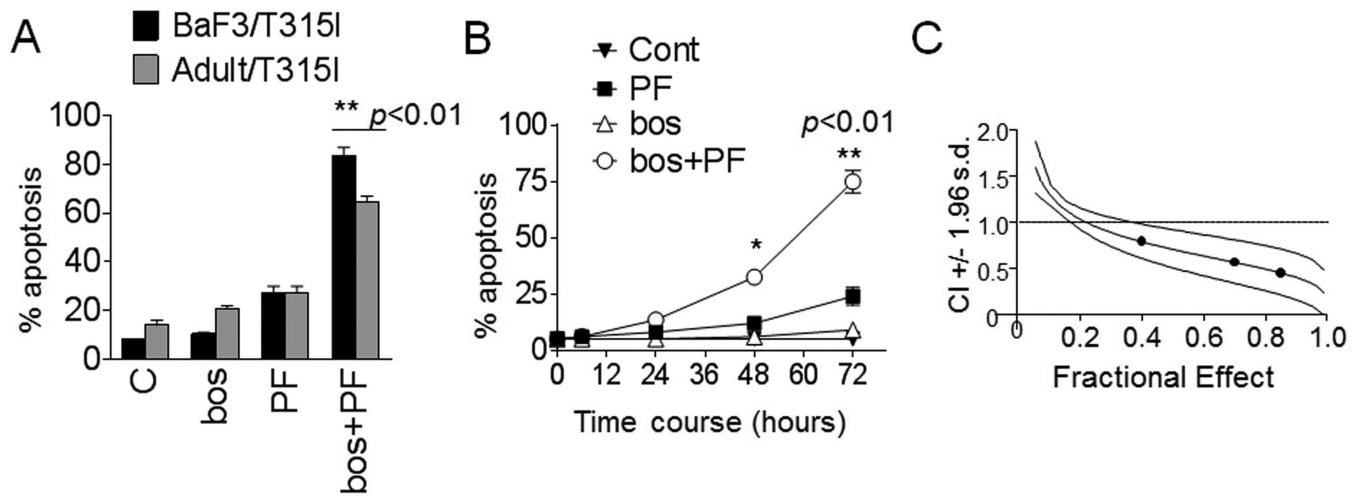 A
BaF3/T315I
Adult/T315I
% apoptosis
100
80
60
40
20
0
** p<0.01
C
bos
PF
bos+PF
B
Cont
PF
bos
bos+PF
% apoptosis
100
75
50
25
0
p<0.01
**
*
0 12 24 36 48 60 72
Time course (hours)
C
CI +/- 1.96 s.d.
2.0
1.5
1.0
0.5
0
0 0.2 0.4 0.6 0.8 1.0
Fractional Effect